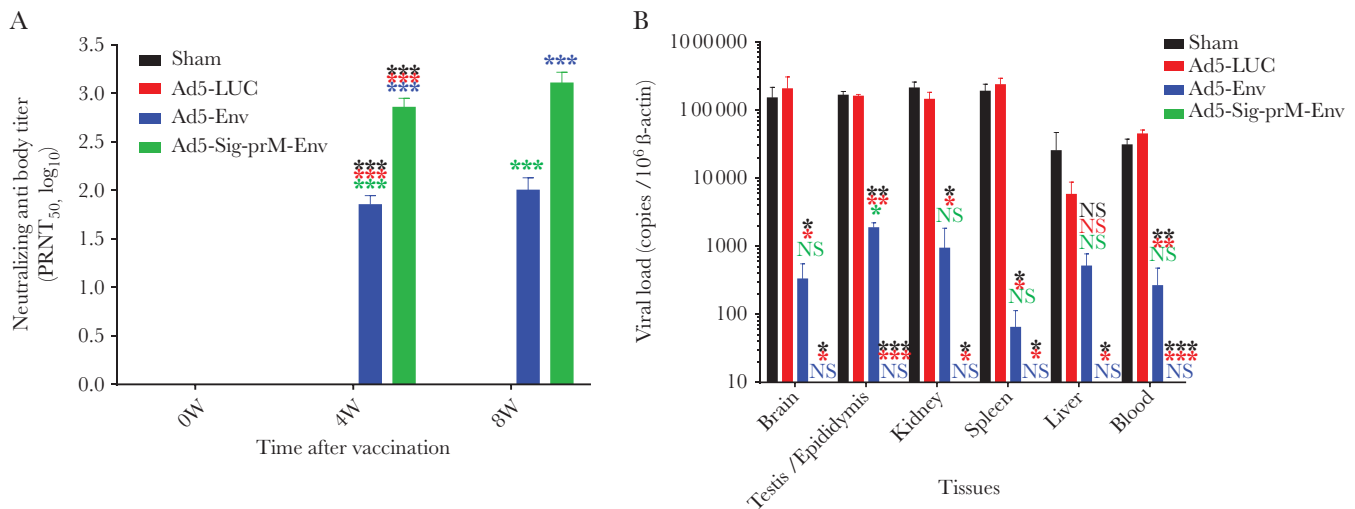 A
Neutralizing anti body titer
(PRNT50, log10)
3.5
3.0
2.5
2.0
1.5
1.0
0.5
0.0
Sham
Ad5-LUC
Ad5-Env
Ad5-Sig-prM-Env
***
***
***
***
***
***
***
***
0W
4W
8W
Time after vaccination
B
Viral load (copies /10⁶ ß-actin)
1000000
100000
10000
1000
100
10
Sham
Ad5-LUC
Ad5-Env
Ad5-Sig-prM-Env
*
*
NS
*
*
NS
**
**
*
***
***
NS
*
*
NS
*
*
NS
*
*
NS
*
*
NS
NS
NS
NS
*
*
NS
**
**
NS
***
***
NS
Brain
Testis /Epididymis
Kidney
Spleen
Liver
Blood
Tissues